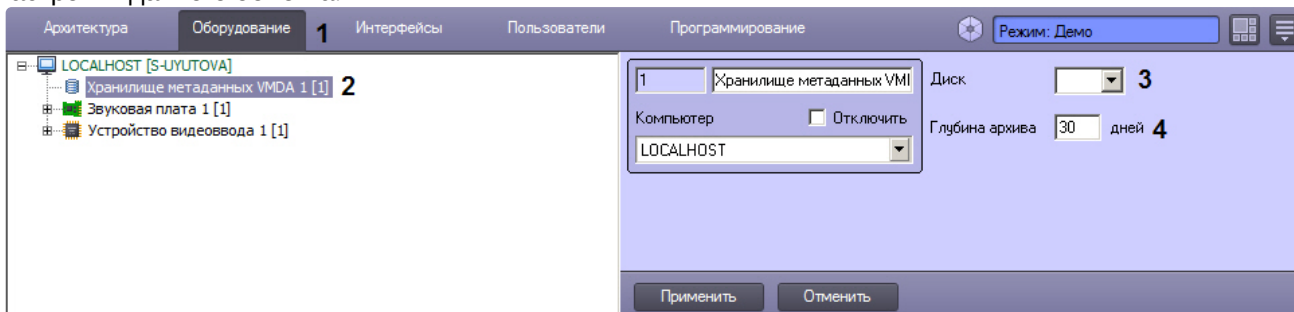 Архитектура Оборудование 1 Интерфейсы Пользователи Программирование Режим: Демо
LOCALHOST [S-UYUTOVA]
Хранилище метаданных VMDA 1 [1] 2
Звуковая плата 1 [1]
Устройство видеоввода 1 [1]
1 Хранилище метаданных VMI Диск 3
Компьютер Отключить
Глубина архива 30 дней 4
LOCALHOST
Применить Отменить